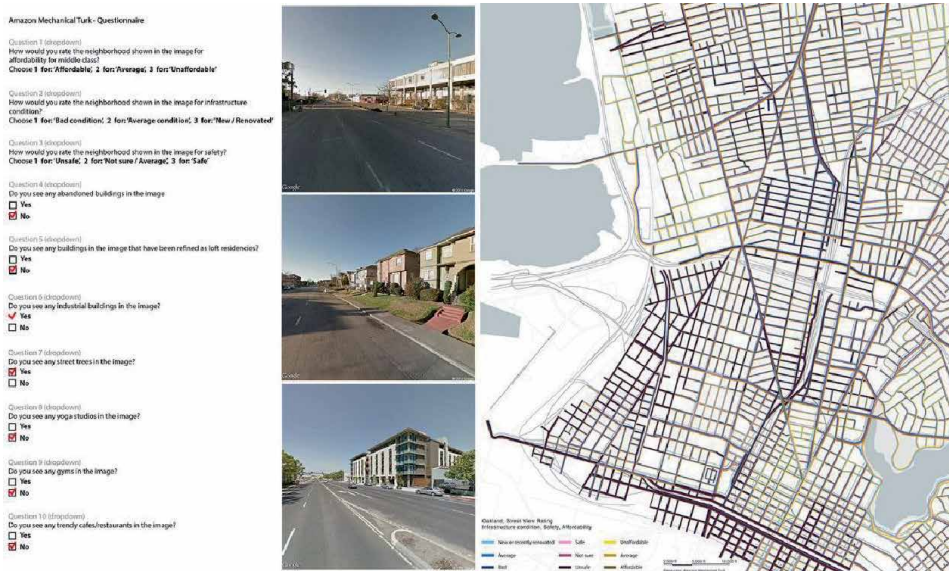 Amazon Mechanical Turk - Questionnaire
Question 1 (dropdown)
How would you rate the neighborhood shown in the image for
affordability for middle class?
Choose 1 for: 'Affordable', 2 for: 'Average', 3 for: 'Unaffordable'
Question 2 (dropdown)
How would you rate the neighborhood shown in the image for infrastructure
condition?
Choose 1 for: 'Bad condition', 2 for: 'Average condition', 3 for: 'New / Renovated'
Question 3 (dropdown)
How would you rate the neighborhood shown in the image for safety?
Choose 1 for: 'Unsafe', 2 for: 'Not sure / Average', 3 for: 'Safe'
Question 4 (dropdown)
Do you see any abandoned buildings in the image
Yes
No
Question 5 (dropdown)
Do you see any buildings in the image that have been refined as loft residencies?
Yes
No
Question 6 (dropdown)
Do you see any industrial buildings in the image?
Yes
No
Question 7 (dropdown)
Do you see any street trees in the image?
Yes
No
Question 8 (dropdown)
Do you see any yoga studios in the image?
Yes
No
Question 9 (dropdown)
Do you see any gyms in the image?
Yes
No
Question 10 (dropdown)
Do you see any trendy cafes/restaurants in the image?
Yes
No
Google
Google
Google
Oakland, Street View Rating
Infrastructure condition, Safety, Affordability
New or recently renovated Safe Unaffordable
Average Not sure Average
Bad Unsafe Affordable